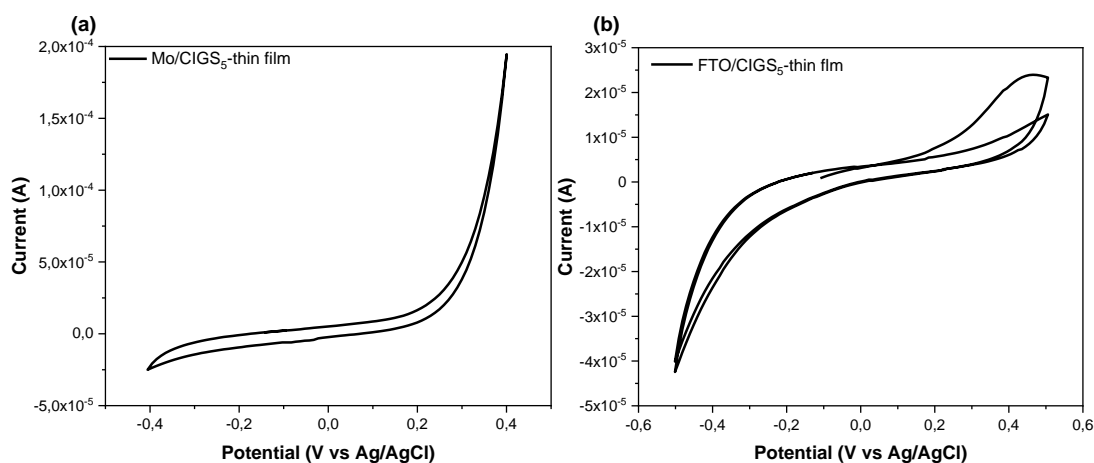 (a)
2,0x10⁻⁴
1,5x10⁻⁴
1,0x10⁻⁴
5,0x10⁻⁵
0,0
-5,0x10⁻⁵
Current (A)
Mo/CIGS₅-thin film
-0,4 -0,2 0,0 0,2 0,4
Potential (V vs Ag/AgCl)
(b)
3x10⁻⁵
2x10⁻⁵
1x10⁻⁵
0
-1x10⁻⁵
-2x10⁻⁵
-3x10⁻⁵
-4x10⁻⁵
-5x10⁻⁵
Current (A)
FTO/CIGS₅-thin flm
-0,6 -0,4 -0,2 0,0 0,2 0,4 0,6
Potential (V vs Ag/AgCl)